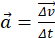 a⃗ = Δv⃗ / Δt